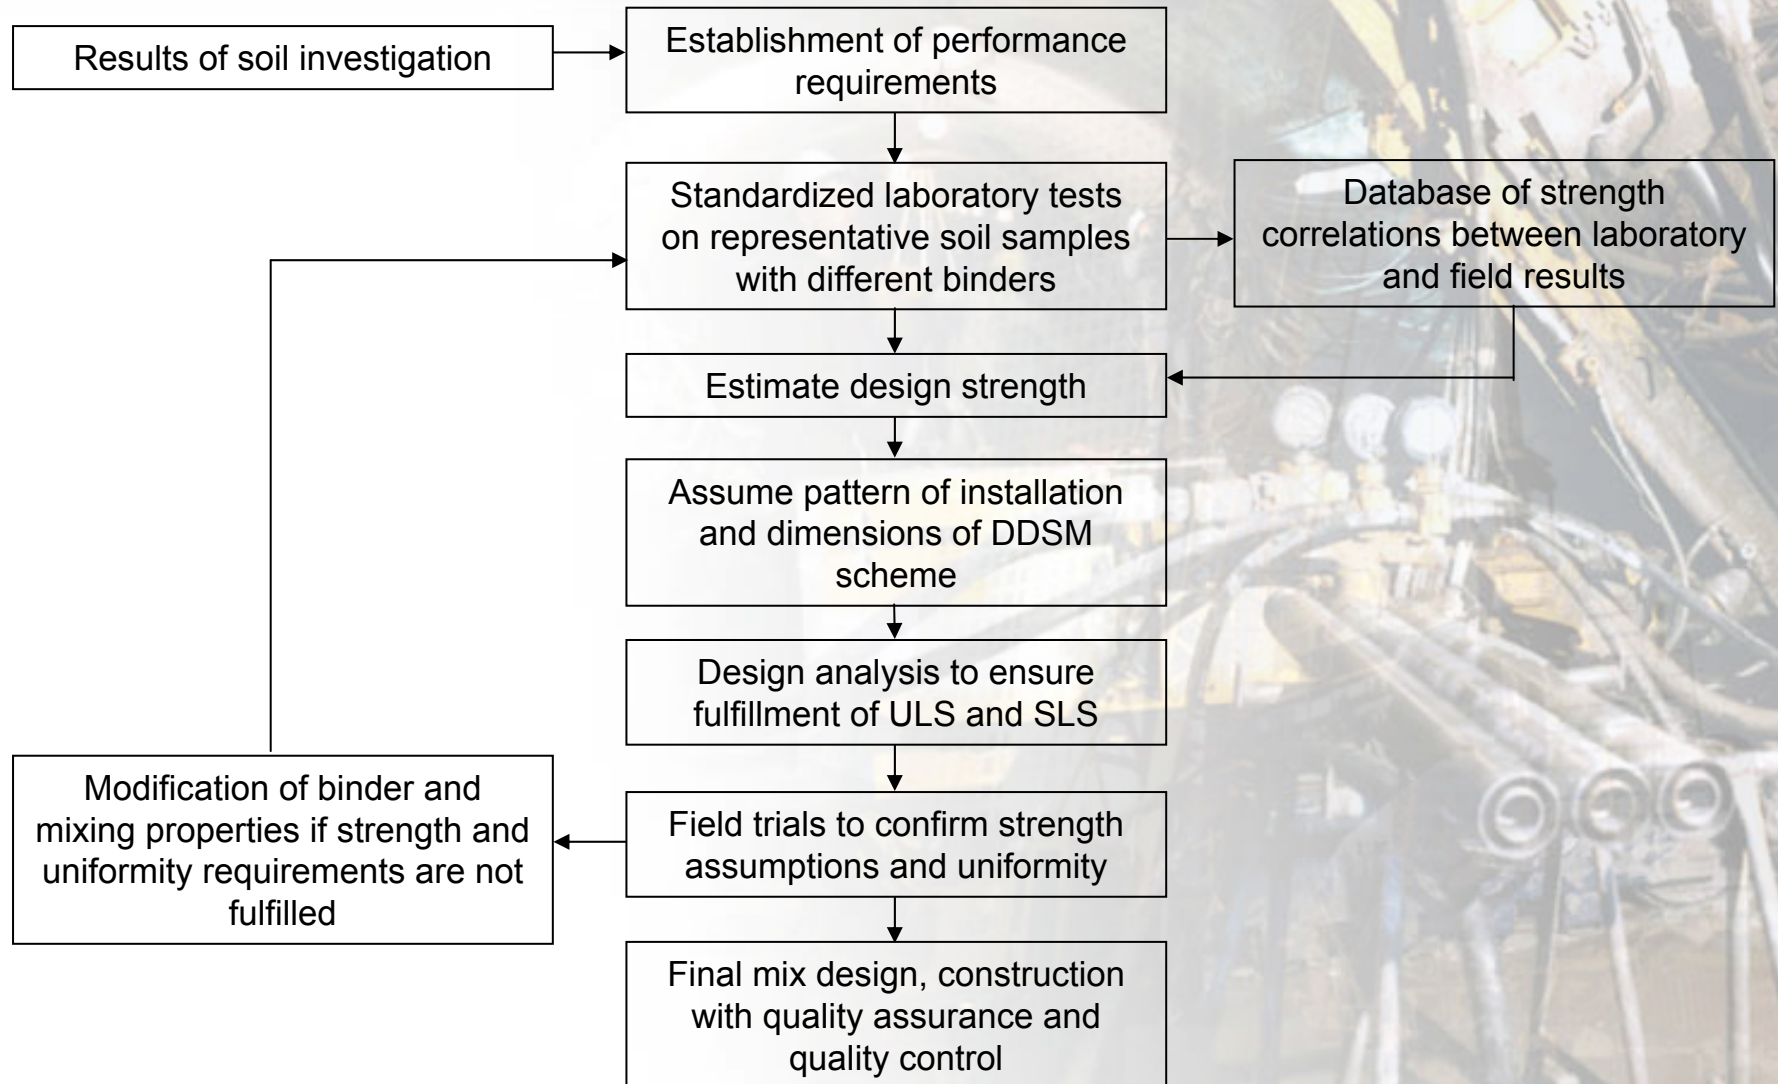 Results of soil investigation
Establishment of performance
requirements
Standardized laboratory tests
on representative soil samples
with different binders
Database of strength
correlations between laboratory
and field results
Estimate design strength
Assume pattern of installation
and dimensions of DDSM
scheme
Design analysis to ensure
fulfillment of ULS and SLS
Modification of binder and
mixing properties if strength and
uniformity requirements are not
fulfilled
Field trials to confirm strength
assumptions and uniformity
Final mix design, construction
with quality assurance and
quality control